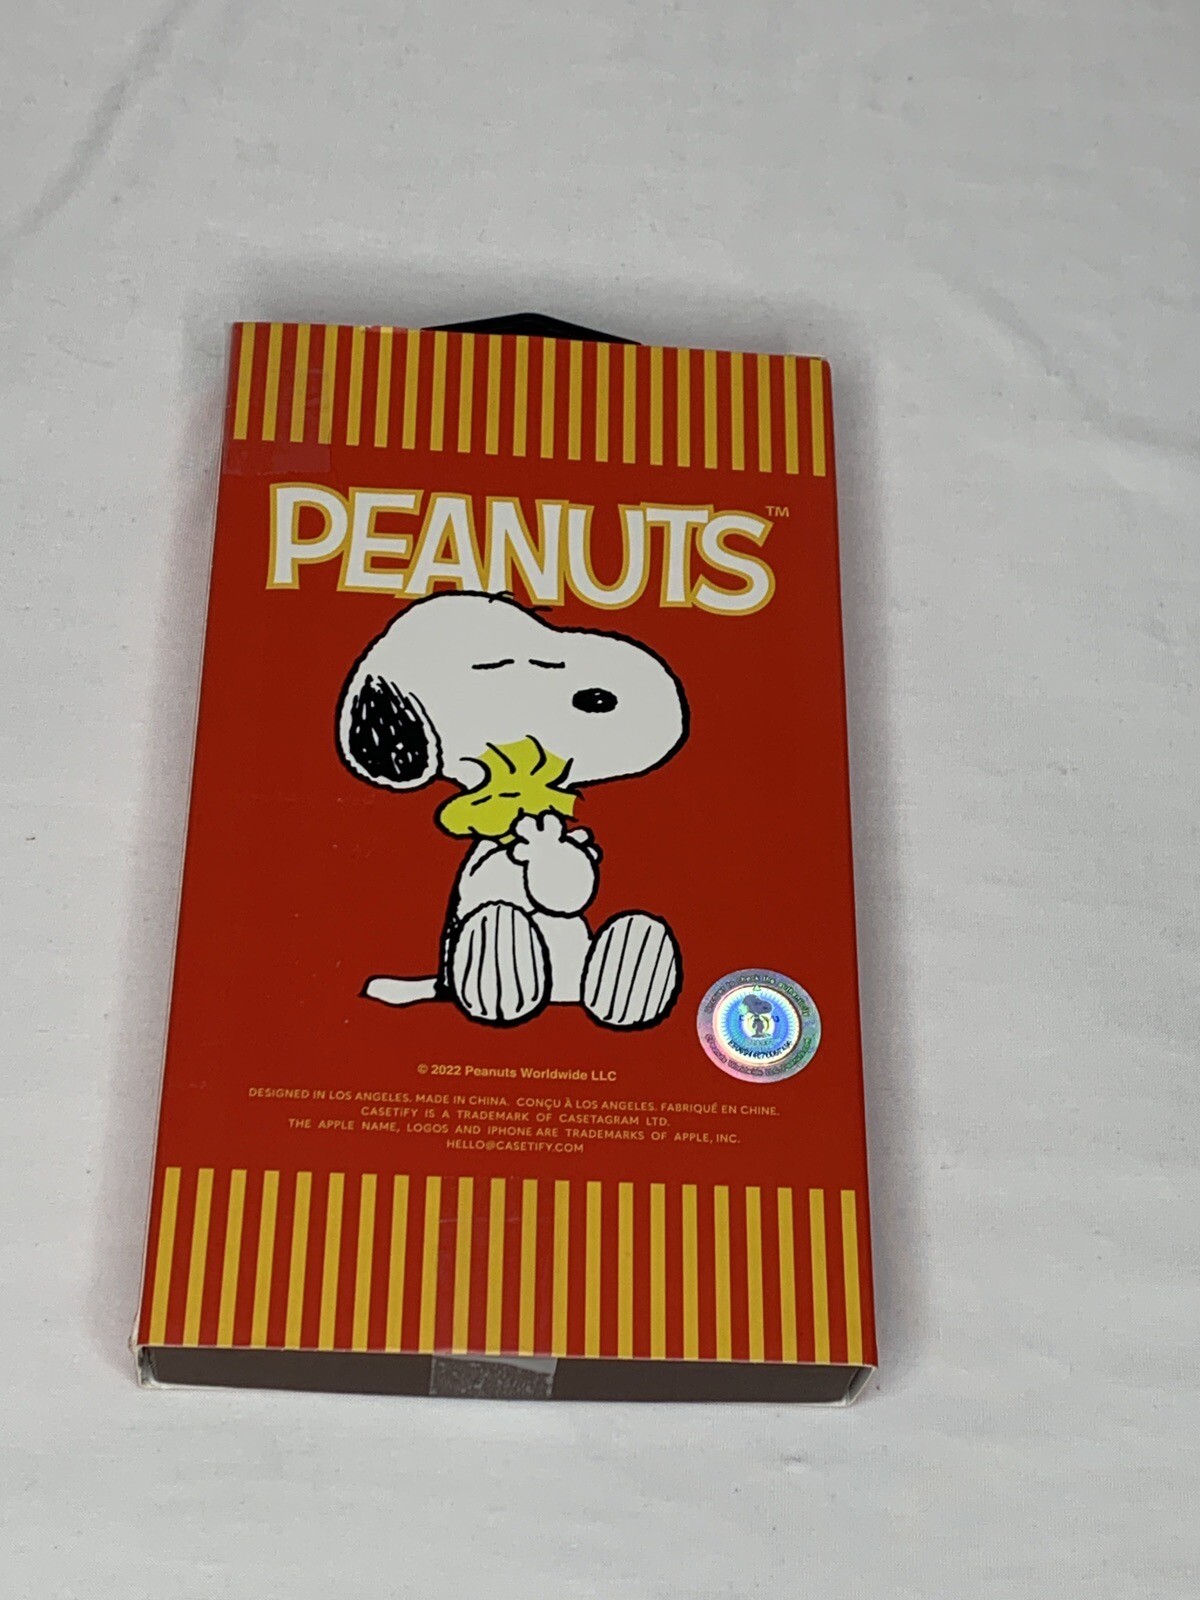 PEANUTS™
© 2022 Peanuts Worldwide LLC
DESIGNED IN LOS ANGELES. MADE IN CHINA. CONÇU À LOS ANGELES. FABRIQUÉ EN CHINE.
CASETiFY IS A TRADEMARK OF CASETAGRAM LTD.
THE APPLE NAME, LOGOS AND IPHONE ARE TRADEMARKS OF APPLE, INC.
HELLO@CASETIFY.COM